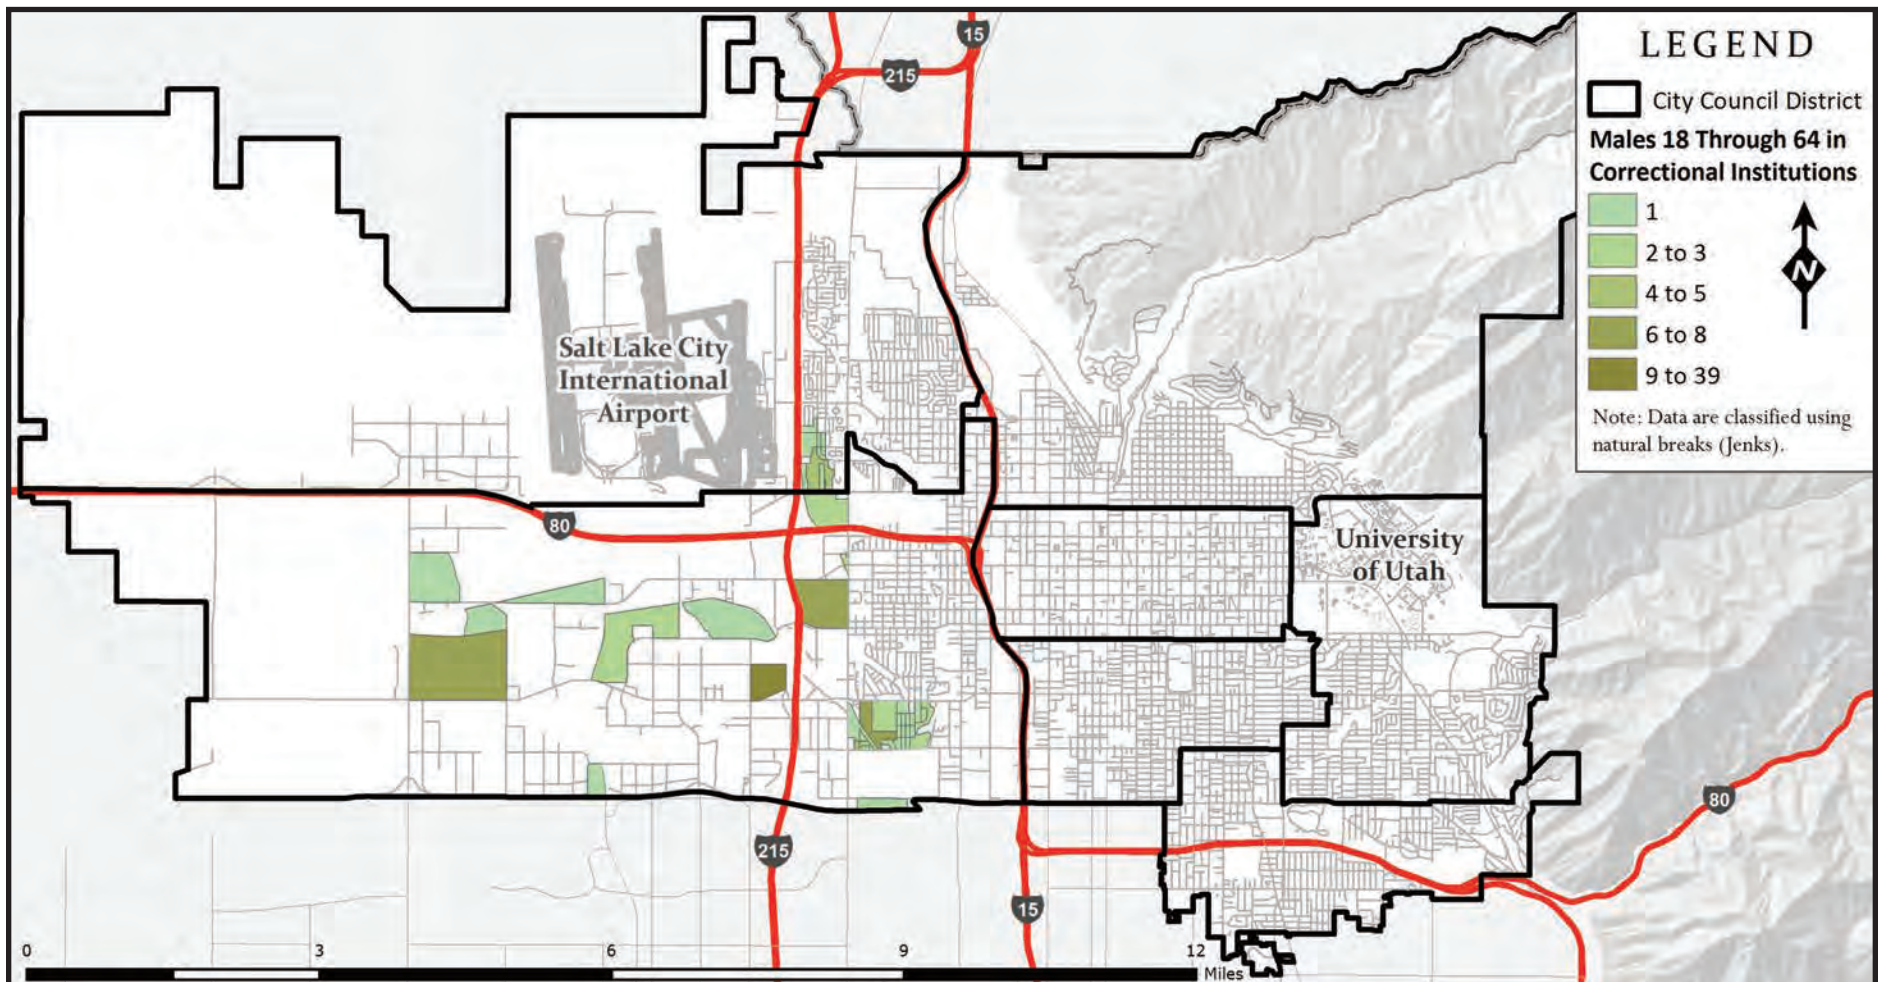 15
215
LEGEND
City Council District
Males 18 Through 64 in
Correctional Institutions
1
2 to 3
4 to 5
6 to 8
9 to 39
N
Note: Data are classified using
natural breaks (Jenks).
Salt Lake City
International
Airport
80
University
of Utah
80
215
15
0 3 6 9 12
Miles